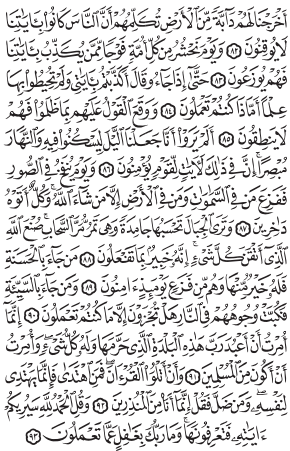 أَخْرَجْنَا لَهُمْ دَآبَّةً مِّنَ ٱلْأَرْضِ تُكَلِّمُهُمْ أَنَّ ٱلنَّاسَ كَانُوا۟ بِـَٔايَٰتِنَا
لَا يُوقِنُونَ ٨٢ وَيَوْمَ نَحْشُرُ مِن كُلِّ أُمَّةٍ فَوْجًا مِّمَّن يُكَذِّبُ بِـَٔايَٰتِنَا
فَهُمْ يُوزَعُونَ ٨٣ حَتَّىٰٓ إِذَا جَآءُو قَالَ أَكَذَّبْتُم بِـَٔايَٰتِى وَلَمْ تُحِيطُوا۟ بِهَا
عِلْمًا أَمَّاذَا كُنتُمْ تَعْمَلُونَ ٨٤ وَوَقَعَ ٱلْقَوْلُ عَلَيْهِم بِمَا ظَلَمُوا۟ فَهُمْ
لَا يَنطِقُونَ ٨٥ أَلَمْ يَرَوْا۟ أَنَّا جَعَلْنَا ٱلَّيْلَ لِيَسْكُنُوا۟ فِيهِ وَٱلنَّهَارَ
مُبْصِرًا إِنَّ فِى ذَٰلِكَ لَـَٔايَٰتٍ لِّقَوْمٍ يُؤْمِنُونَ ٨٦ وَيَوْمَ يُنفَخُ فِى ٱلصُّورِ
فَفَزِعَ مَن فِى ٱلسَّمَٰوَٰتِ وَمَن فِى ٱلْأَرْضِ إِلَّا مَن شَآءَ ٱللَّهُ وَكُلٌّ أَتَوْهُ
دَٰخِرِينَ ٨٧ وَتَرَى ٱلْجِبَالَ تَحْسَبُهَا جَامِدَةً وَهِىَ تَمُرُّ مَرَّ ٱلسَّحَابِ صُنْعَ ٱللَّهِ
ٱلَّذِىٓ أَتْقَنَ كُلَّ شَىْءٍ إِنَّهُۥ خَبِيرٌۢ بِمَا تَفْعَلُونَ ٨٨ مَن جَآءَ بِٱلْحَسَنَةِ
فَلَهُۥ خَيْرٌ مِّنْهَا وَهُم مِّن فَزَعٍ يَوْمَئِذٍ ءَامِنُونَ ٨٩ وَمَن جَآءَ بِٱلسَّيِّئَةِ
فَكُبَّتْ وُجُوهُهُمْ فِى ٱلنَّارِ هَلْ تُجْزَوْنَ إِلَّا مَا كُنتُمْ تَعْمَلُونَ ٩٠ إِنَّمَآ
أُمِرْتُ أَنْ أَعْبُدَ رَبَّ هَٰذِهِ ٱلْبَلْدَةِ ٱلَّذِى حَرَّمَهَا وَلَهُۥ كُلُّ شَىْءٍ وَأُمِرْتُ
أَنْ أَكُونَ مِنَ ٱلْمُسْلِمِينَ ٩١ وَأَنْ أَتْلُوَا۟ ٱلْقُرْءَانَ فَمَنِ ٱهْتَدَىٰ فَإِنَّمَا يَهْتَدِى
لِنَفْسِهِۦ وَمَن ضَلَّ فَقُلْ إِنَّمَآ أَنَا۠ مِنَ ٱلْمُنذِرِينَ ٩٢ وَقُلِ ٱلْحَمْدُ لِلَّهِ سَيُرِيكُمْ
ءَايَٰتِهِۦ فَتَعْرِفُونَهَا وَمَا رَبُّكَ بِغَٰفِلٍ عَمَّا تَعْمَلُونَ ٩٣